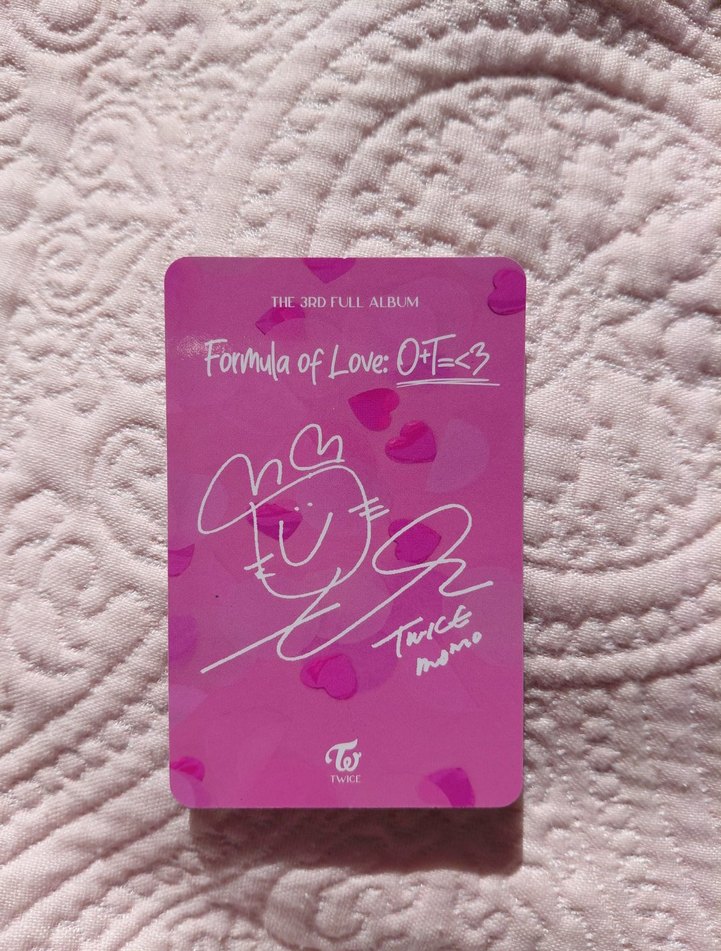 THE 3RD FULL ALBUM
Formula of Love: O+T=<3
TWICE
momo
TWICE